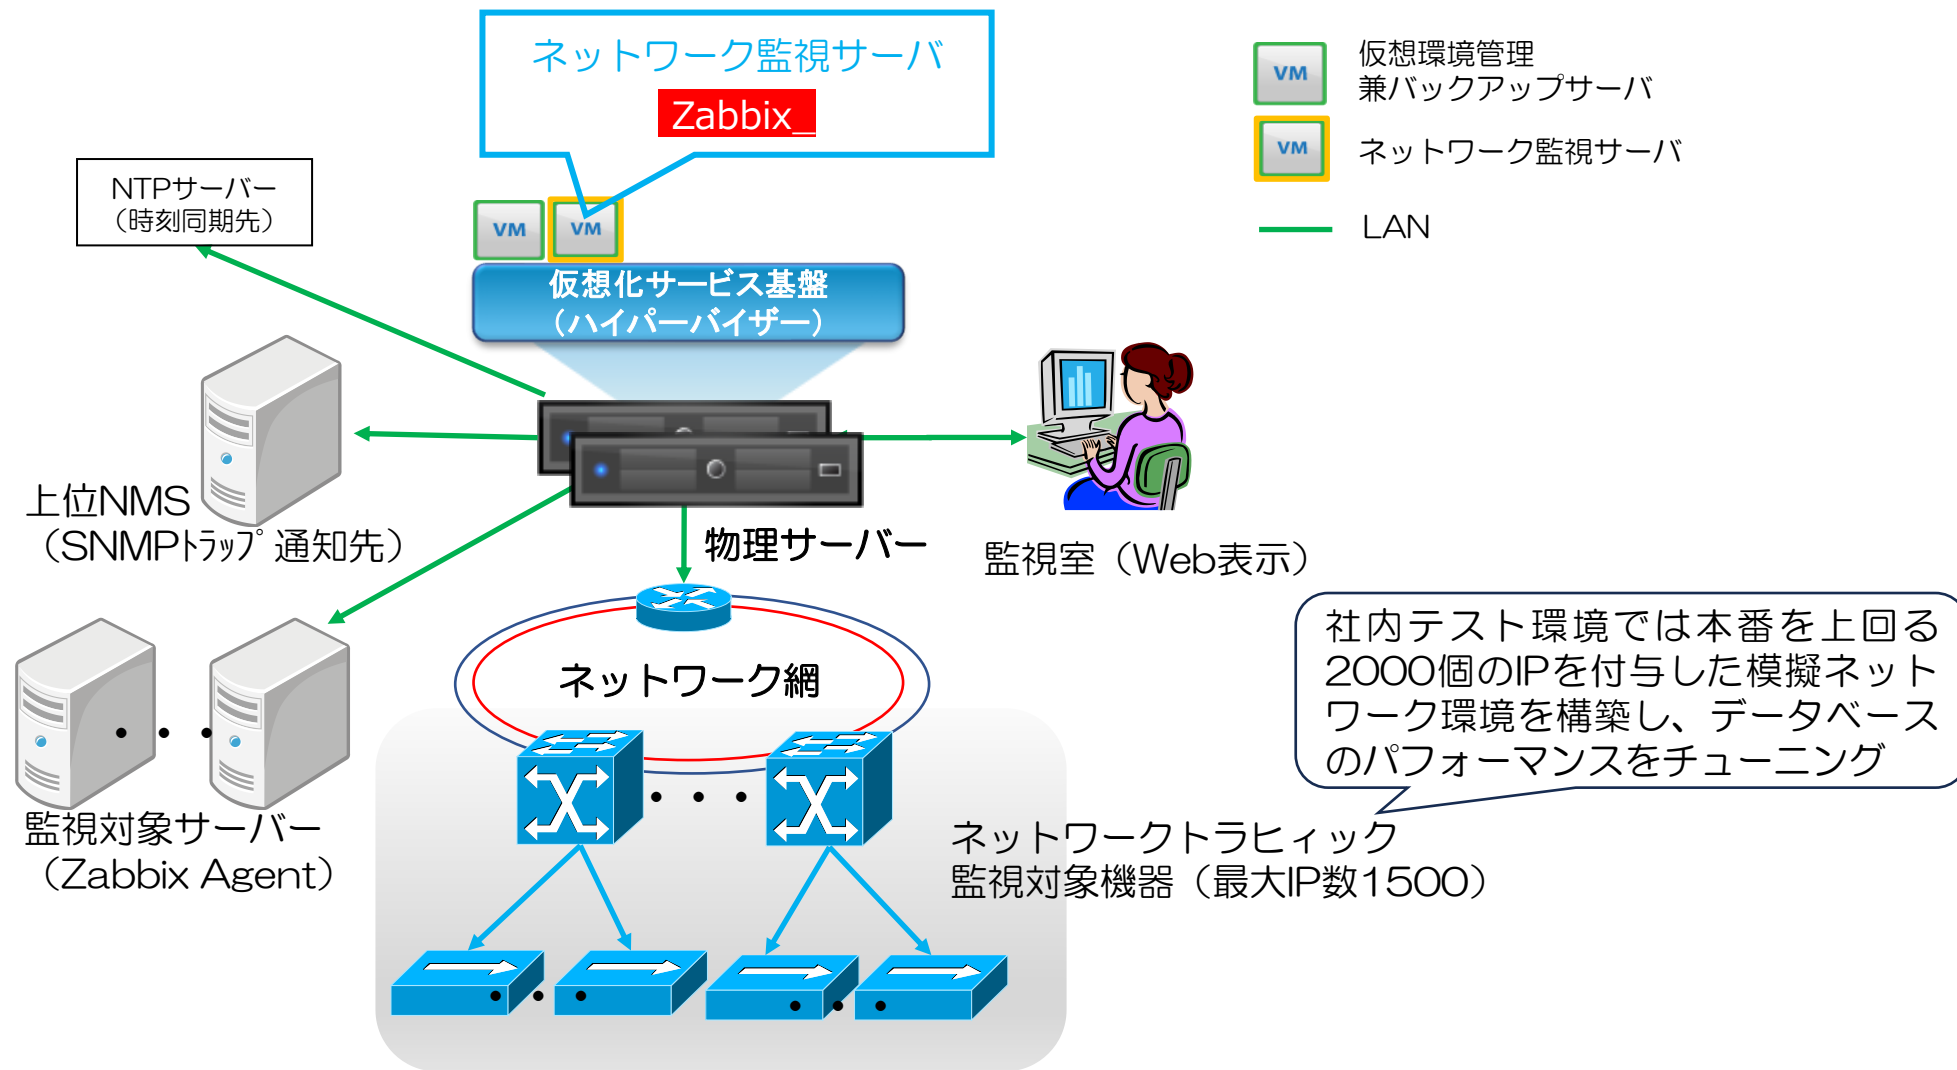 ネットワーク監視サーバ
Zabbix_
VM
仮想環境管理
兼バックアップサーバ
VM
ネットワーク監視サーバ
LAN
NTPサーバー
（時刻同期先）
VM
VM
仮想化サービス基盤
（ハイパーバイザー）
上位NMS
（SNMPﾄﾗｯﾌﾟ通知先）
物理サーバー
監視室（Web表示）
社内テスト環境では本番を上回る
2000個のIPを付与した模擬ネット
ワーク環境を構築し、データベース
のパフォーマンスをチューニング
ネットワーク網
・・・
監視対象サーバー
（Zabbix Agent）
・・・
ネットワークトラヒィック
監視対象機器（最大IP数1500）
・・・
・・・